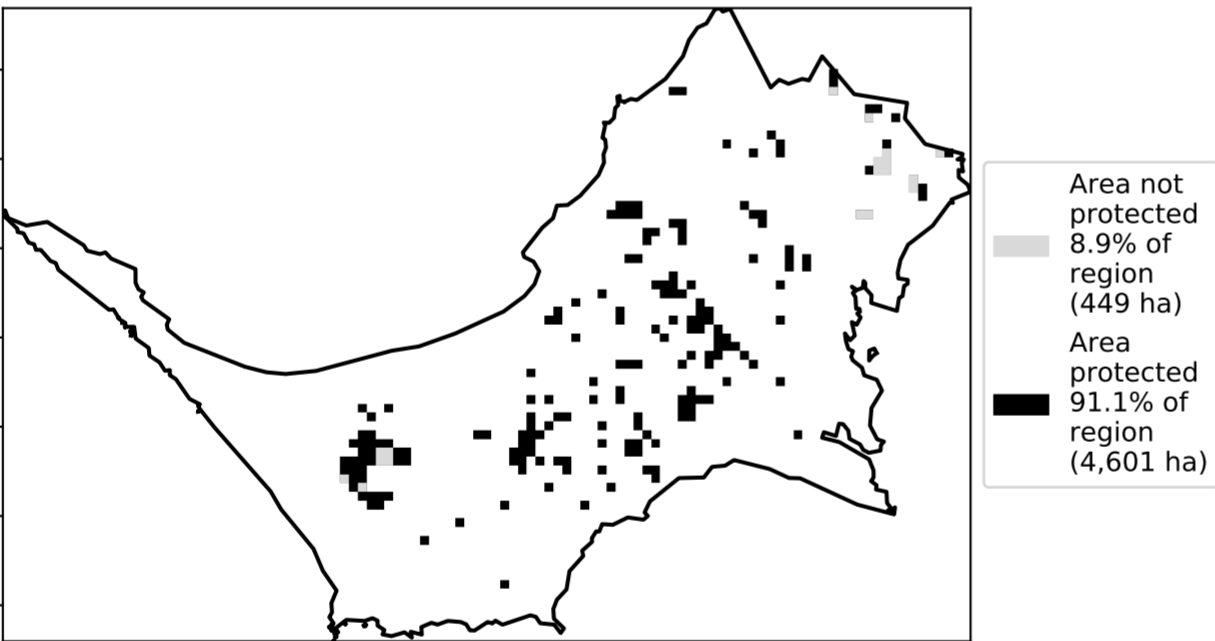 Area not
protected
8.9% of
region
(449 ha)
Area
protected
91.1% of
region
(4,601 ha)